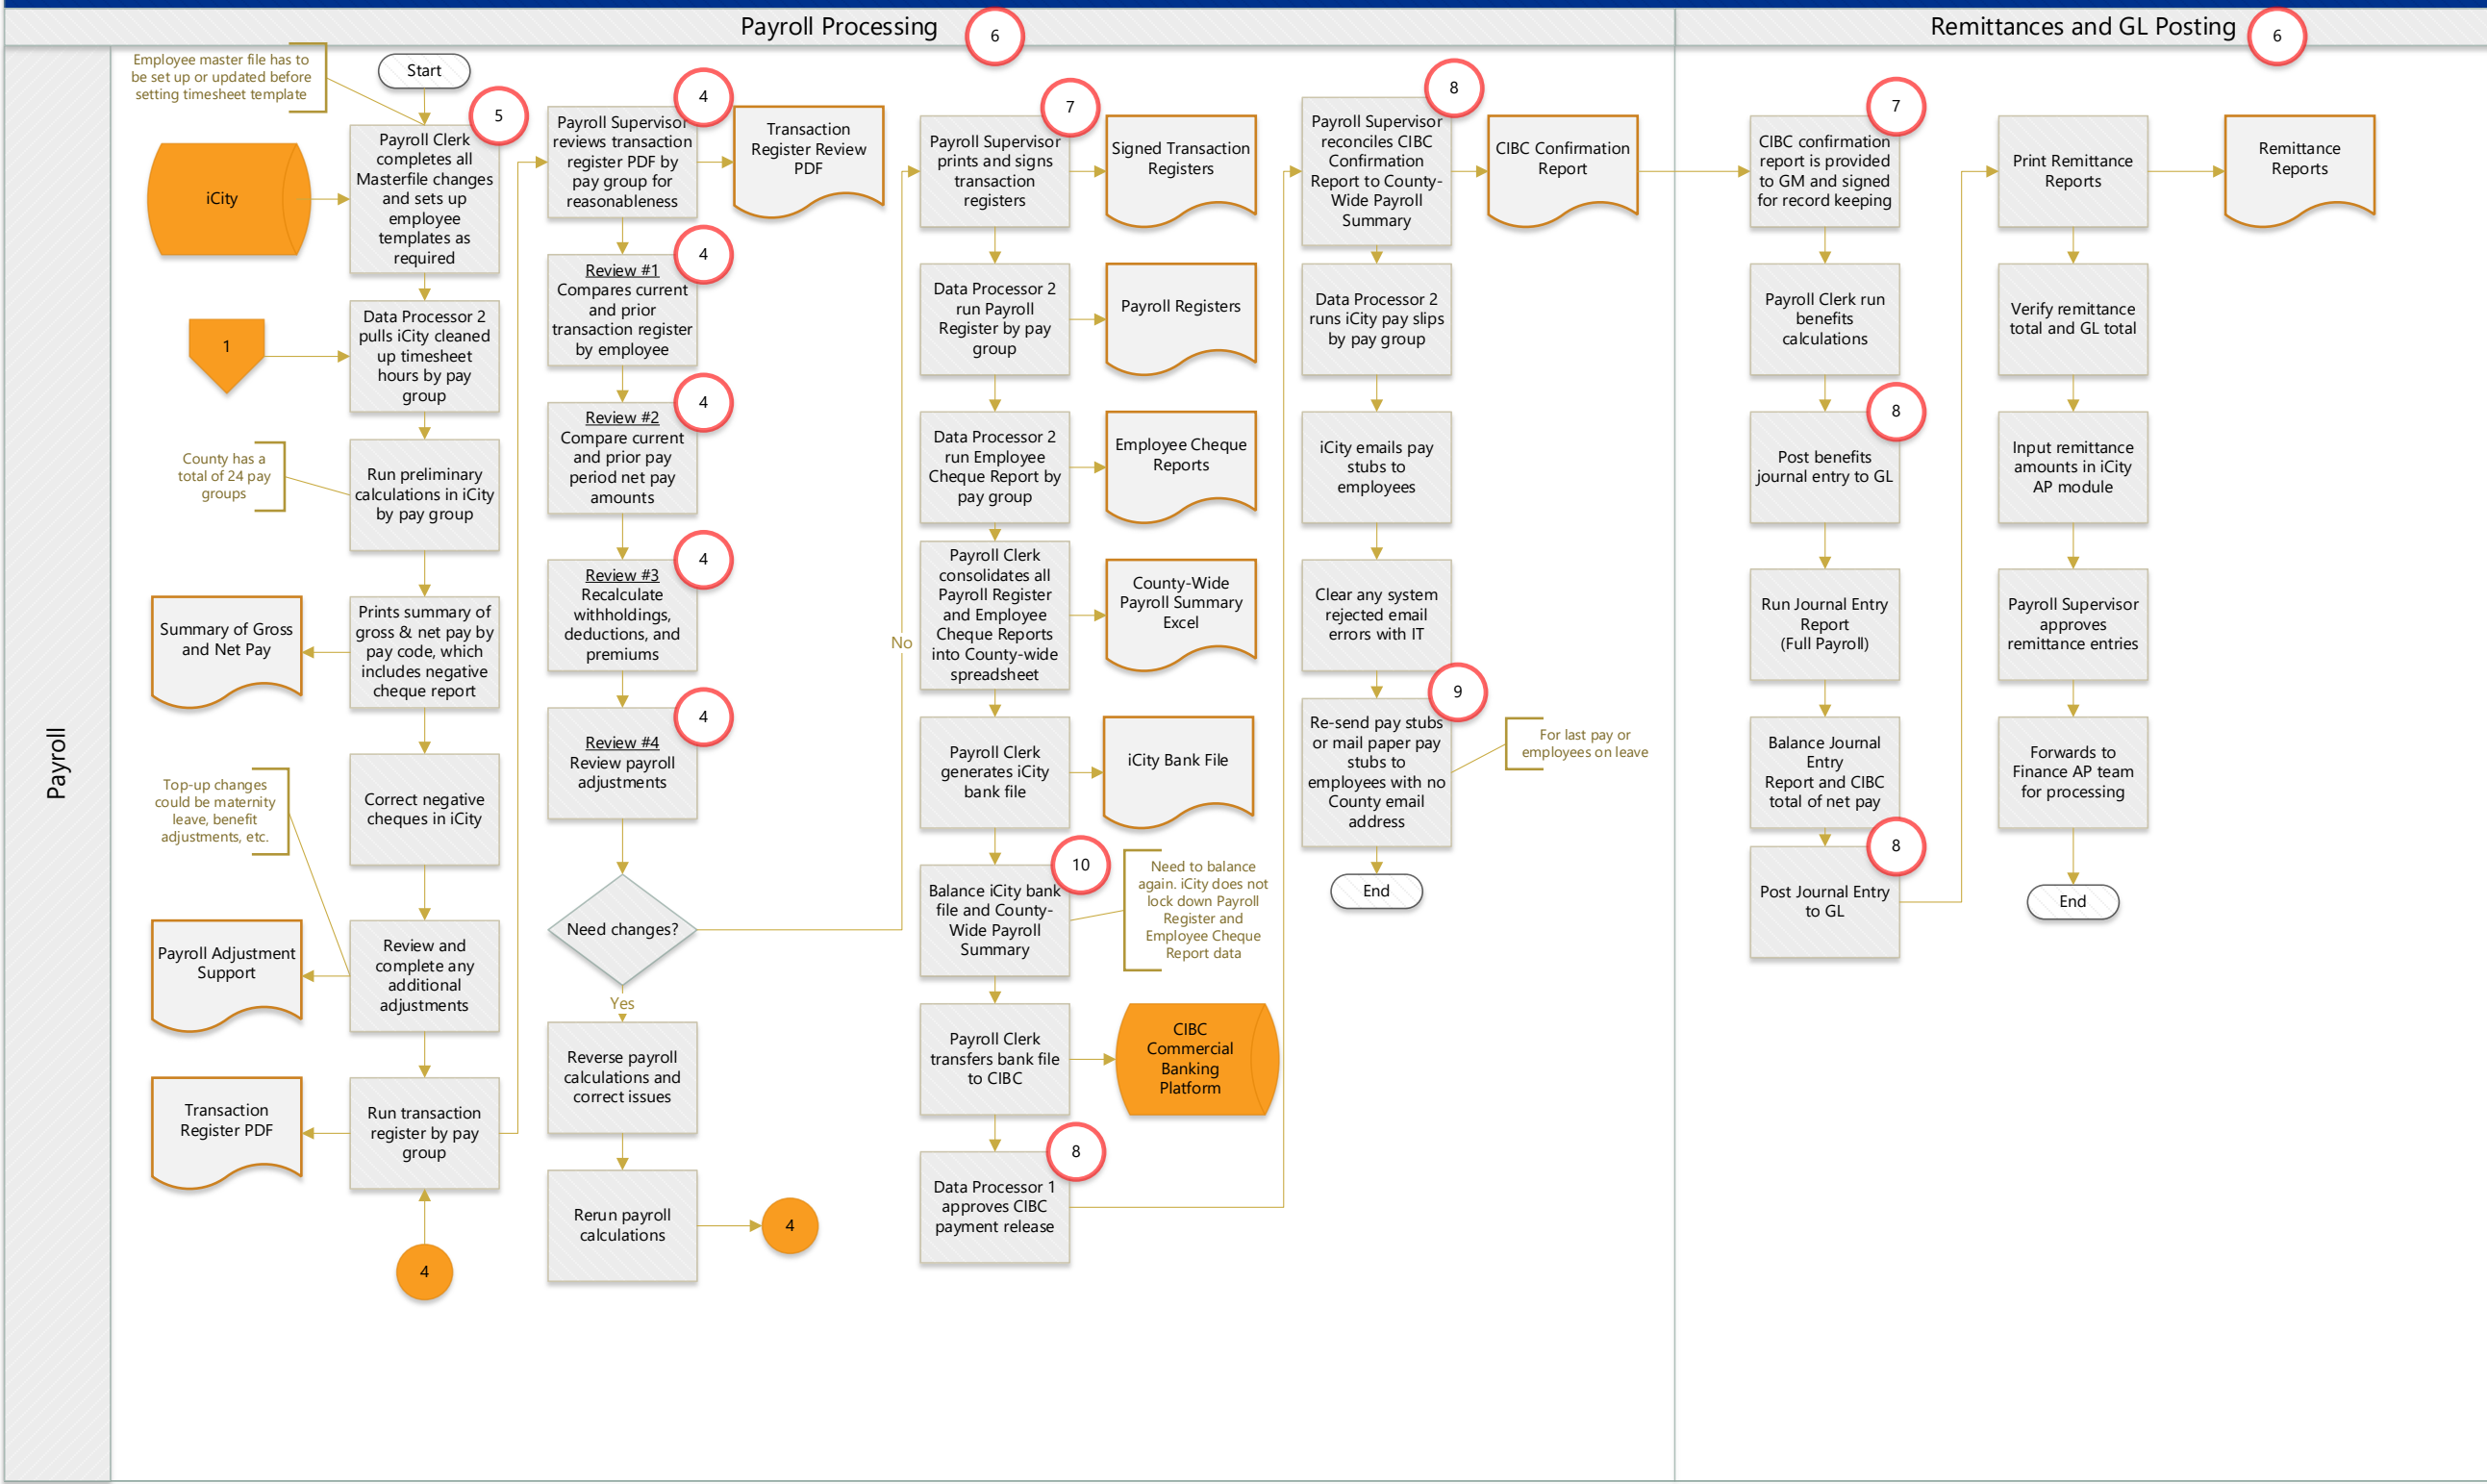 Payroll Processing
6
Remittances and GL Posting
6
Payroll
Employee master file has to
be set up or updated before
setting timesheet template
Start
5
iCity
Payroll Clerk
completes all
Masterfile changes
and sets up
employee
templates as
required
1
Data Processor 2
pulls iCity cleaned
up timesheet
hours by pay
group
County has a
total of 24 pay
groups
Run preliminary
calculations in iCity
by pay group
Summary of Gross
and Net Pay
Prints summary of
gross & net pay by
pay code, which
includes negative
cheque report
Top-up changes
could be maternity
leave, benefit
adjustments, etc.
Correct negative
cheques in iCity
Payroll Adjustment
Support
Review and
complete any
additional
adjustments
Transaction
Register PDF
Run transaction
register by pay
group
4
4
Payroll Supervisor
reviews transaction
register PDF by
pay group for
reasonableness
Transaction
Register Review
PDF
4
Review #1
Compares current
and prior
transaction register
by employee
4
Review #2
Compare current
and prior pay
period net pay
amounts
4
Review #3
Recalculate
withholdings,
deductions, and
premiums
4
Review #4
Review payroll
adjustments
Need changes?
No
Yes
Reverse payroll
calculations and
correct issues
Rerun payroll
calculations
4
7
Payroll Supervisor
prints and signs
transaction
registers
Signed Transaction
Registers
Data Processor 2
run Payroll
Register by pay
group
Payroll Registers
Data Processor 2
run Employee
Cheque Report by
pay group
Employee Cheque
Reports
Payroll Clerk
consolidates all
Payroll Register
and Employee
Cheque Reports
into County-wide
spreadsheet
County-Wide
Payroll Summary
Excel
Payroll Clerk
generates iCity
bank file
iCity Bank File
10
Balance iCity bank
file and County-
Wide Payroll
Summary
Need to balance
again. iCity does not
lock down Payroll
Register and
Employee Cheque
Report data
Payroll Clerk
transfers bank file
to CIBC
CIBC
Commercial
Banking
Platform
8
Data Processor 1
approves CIBC
payment release
8
Payroll Supervisor
reconciles CIBC
Confirmation
Report to County-
Wide Payroll
Summary
CIBC Confirmation
Report
Data Processor 2
runs iCity pay slips
by pay group
iCity emails pay
stubs to
employees
Clear any system
rejected email
errors with IT
9
Re-send pay stubs
or mail paper pay
stubs to
employees with no
County email
address
For last pay or
employees on leave
End
7
CIBC confirmation
report is provided
to GM and signed
for record keeping
Payroll Clerk run
benefits
calculations
8
Post benefits
journal entry to GL
Run Journal Entry
Report
(Full Payroll)
Balance Journal
Entry
Report and CIBC
total of net pay
8
Post Journal Entry
to GL
Print Remittance
Reports
Remittance
Reports
Verify remittance
total and GL total
Input remittance
amounts in iCity
AP module
Payroll Supervisor
approves
remittance entries
Forwards to
Finance AP team
for processing
End